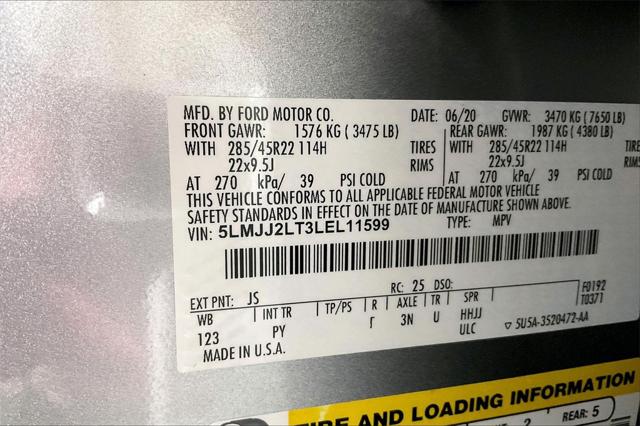 MFD. BY FORD MOTOR CO. DATE: 06/20 GVWR: 3470 KG ( 7650 LB)
FRONT GAWR: 1576 KG ( 3475 LB) REAR GAWR: 1987 KG ( 4380 LB)
WITH 285/45R22 114H TIRES WITH 285/45R22 114H TIRE
22x9.5J RIMS 22x9.5J RIMS
AT 270 kPa/ 39 PSI COLD AT 270 kPa/ 39 PSI COLD
THIS VEHICLE CONFORMS TO ALL APPLICABLE FEDERAL MOTOR VEHICLE
SAFETY STANDARDS IN EFFECT ON THE DATE OF MANUFACTURE SHOWN ABOVE.
VIN: 5LMJJ2LT3LEL11599 TYPE: MPV
EXT PNT: JS RC: 25 DSO: F0192
WB INT TR TP/PS R AXLE TR SPR T0371
123 PY 3N U HHJJ
ULC ▽ 5U5A-3520472-AA
MADE IN U.S.A.
TIRE AND LOADING INFORMATION
2 REAR: 5